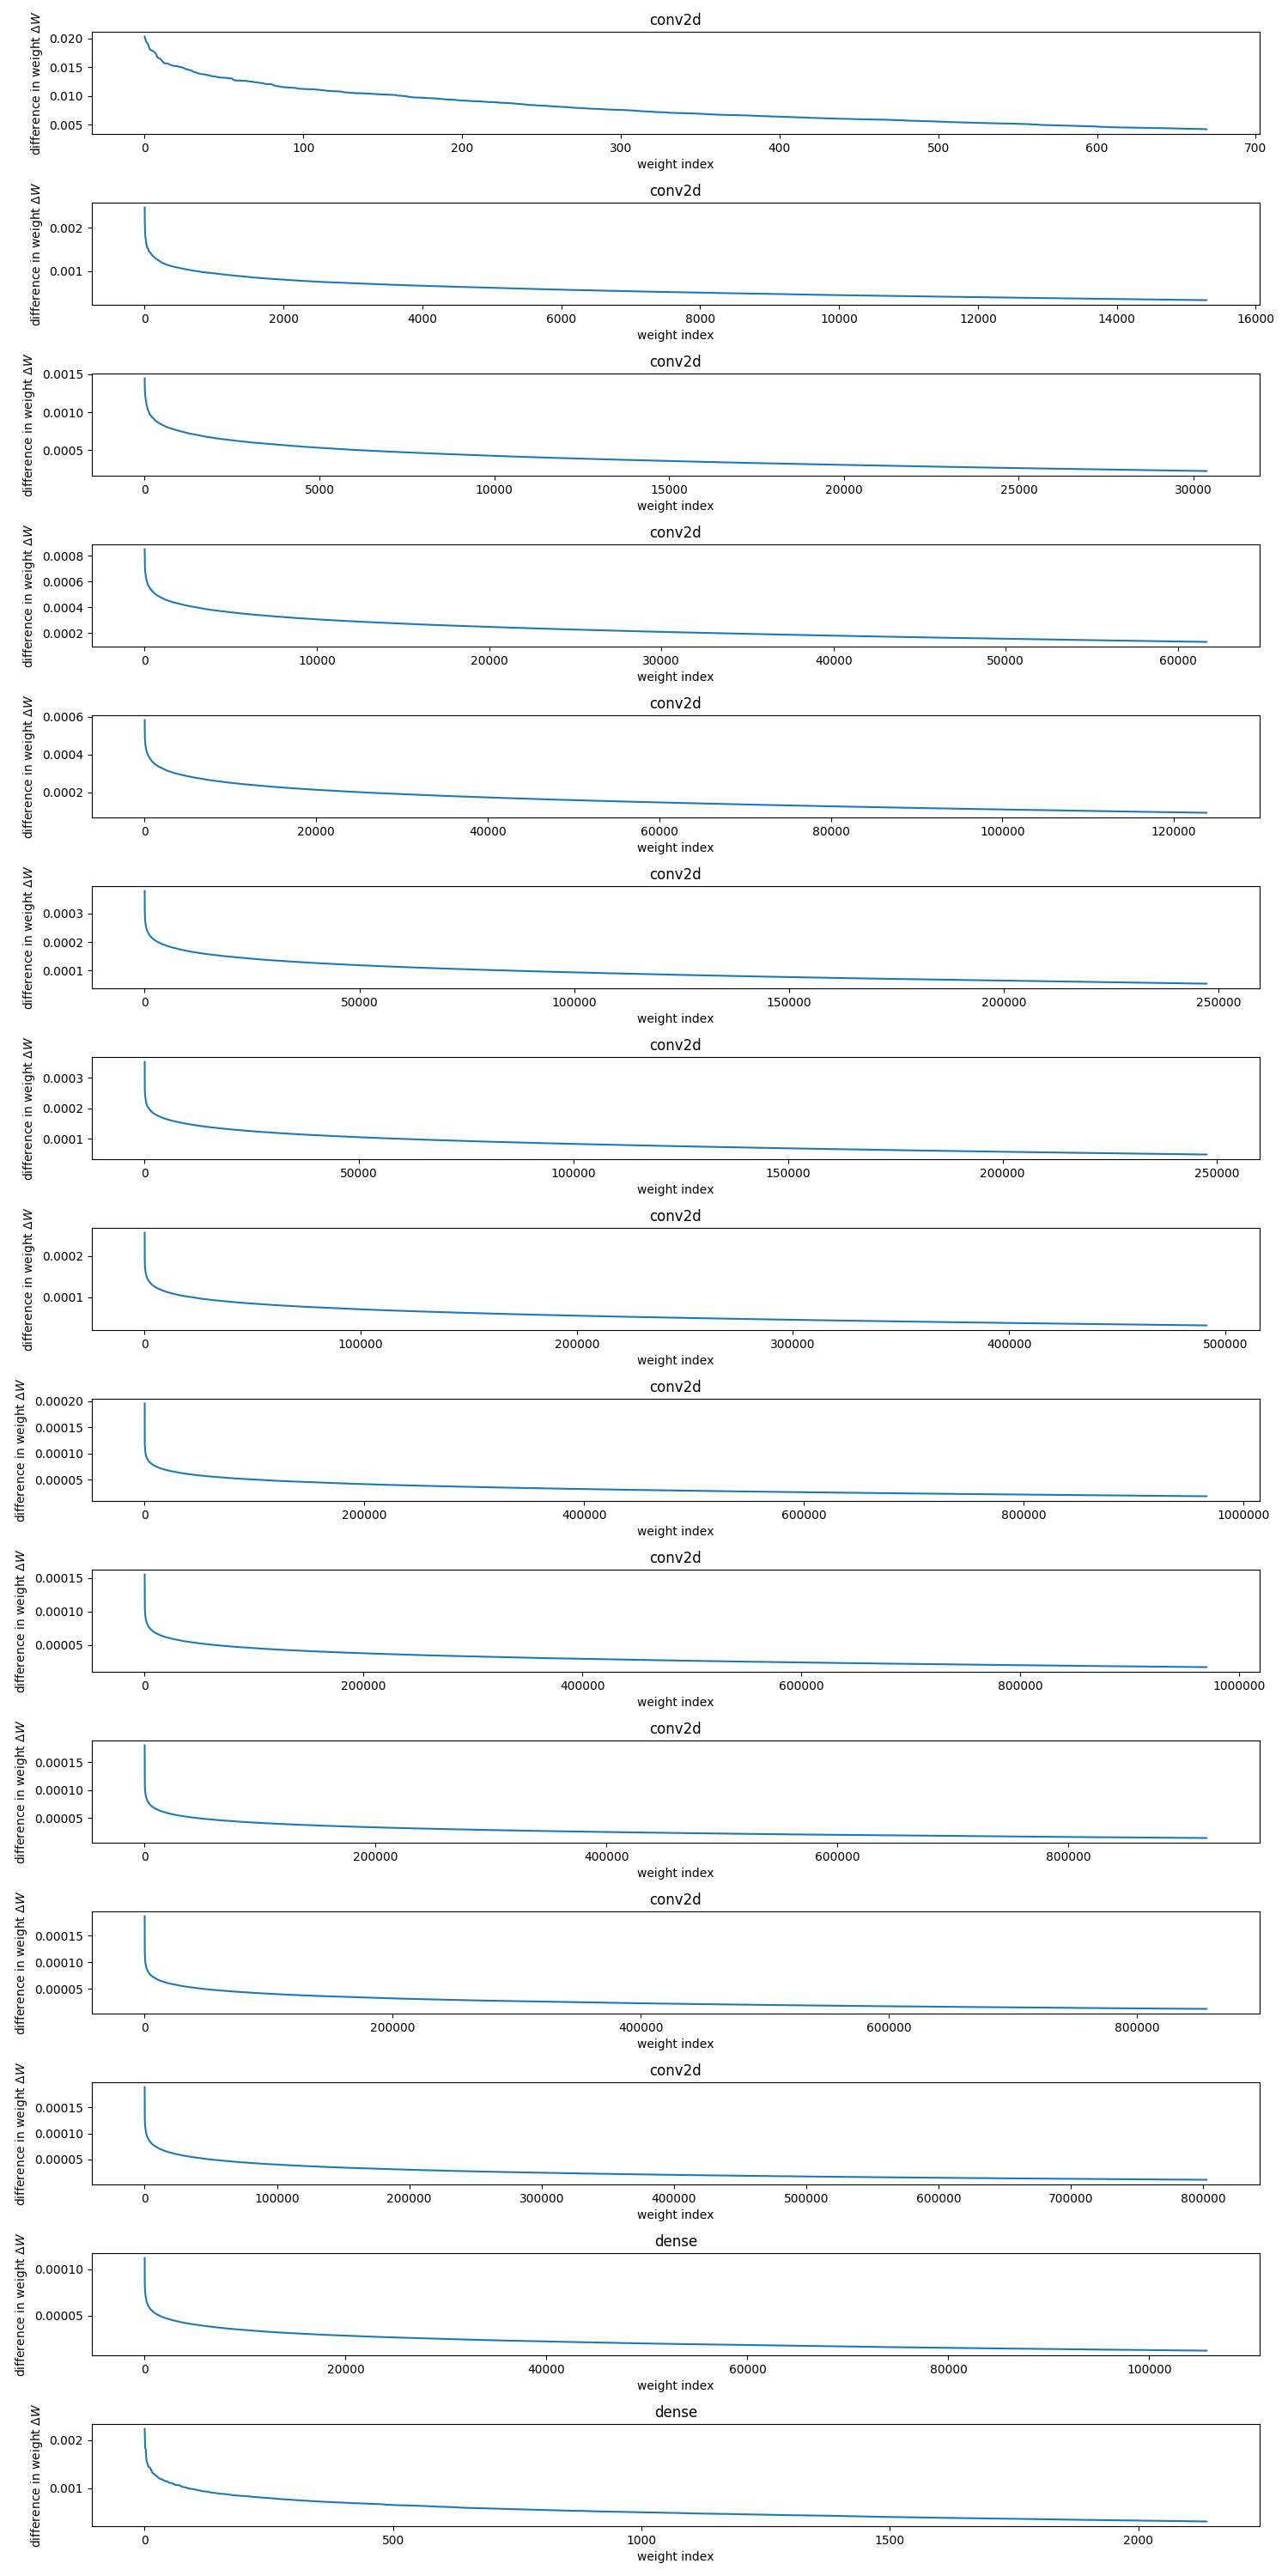 conv2d
difference in weight ΔW
0.020
0.015
0.010
0.005
0 100 200 300 400 500 600 700
weight index
conv2d
difference in weight ΔW
0.002
0.001
0 2000 4000 6000 8000 10000 12000 14000 16000
weight index
conv2d
difference in weight ΔW
0.0015
0.0010
0.0005
0 5000 10000 15000 20000 25000 30000
weight index
conv2d
difference in weight ΔW
0.0008
0.0006
0.0004
0.0002
0 10000 20000 30000 40000 50000 60000
weight index
conv2d
difference in weight ΔW
0.0006
0.0004
0.0002
0 20000 40000 60000 80000 100000 120000
weight index
conv2d
difference in weight ΔW
0.0003
0.0002
0.0001
0 50000 100000 150000 200000 250000
weight index
conv2d
difference in weight ΔW
0.0003
0.0002
0.0001
0 50000 100000 150000 200000 250000
weight index
conv2d
difference in weight ΔW
0.0002
0.0001
0 100000 200000 300000 400000 500000
weight index
conv2d
difference in weight ΔW
0.00020
0.00015
0.00010
0.00005
0 200000 400000 600000 800000 1000000
weight index
conv2d
difference in weight ΔW
0.00015
0.00010
0.00005
0 200000 400000 600000 800000 1000000
weight index
conv2d
difference in weight ΔW
0.00015
0.00010
0.00005
0 200000 400000 600000 800000
weight index
conv2d
difference in weight ΔW
0.00015
0.00010
0.00005
0 200000 400000 600000 800000
weight index
conv2d
difference in weight ΔW
0.00015
0.00010
0.00005
0 100000 200000 300000 400000 500000 600000 700000 800000
weight index
dense
difference in weight ΔW
0.00010
0.00005
0 20000 40000 60000 80000 100000
weight index
dense
difference in weight ΔW
0.002
0.001
0 500 1000 1500 2000
weight index